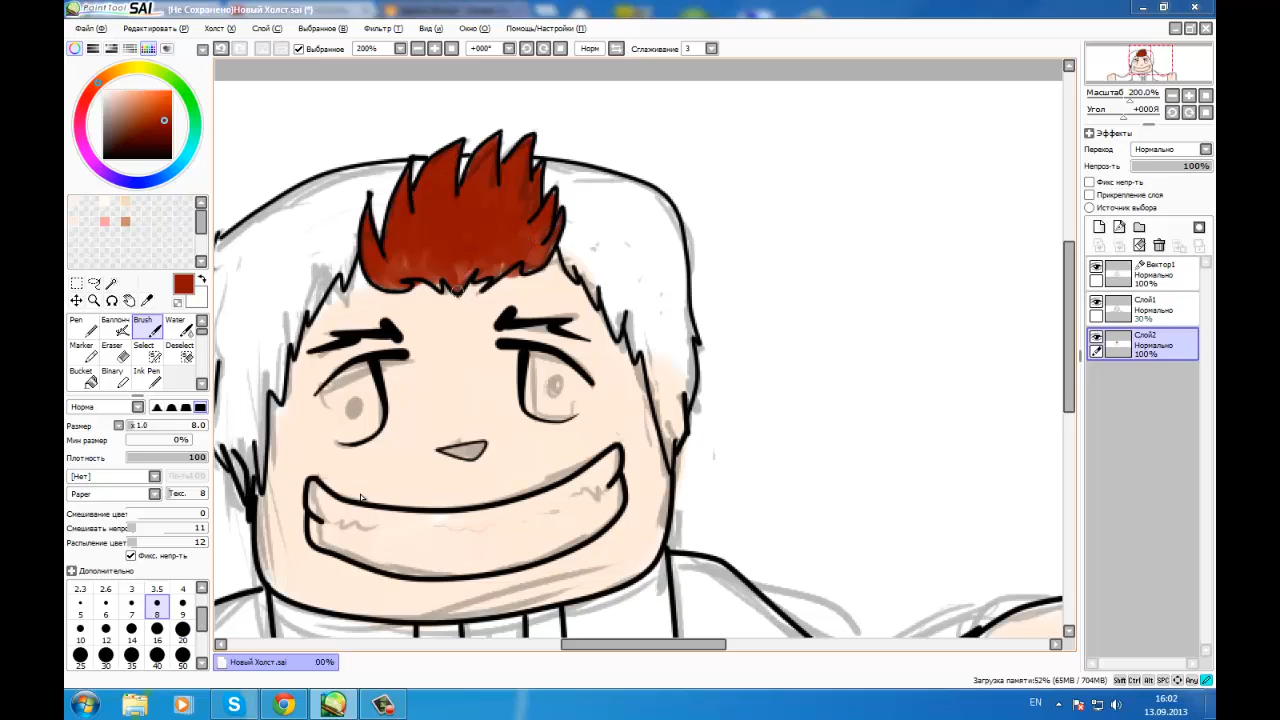 PaintTool SAI (Не Сохранено)Новый Холст.sai (*)
Файл (F) Редактировать (P) Холст (X) Слой (C) Выбранное (B) Фильтр (T) Вид (и) Окно (O) Помощь/Настройки (П)
Выбранное 200% +000° Норм Сглаживание 3
Масштаб 200.0%
Угол +000Я
Эффекты
Переход Нормально
Непроз-ть 100%
Фикс непр-ть
Прикрепление слоя
Источник выбора
Вектор1
Нормально
100%
Слой1
Нормально
30%
Слой2
Нормально
100%
Pen Баллонч Brush Water
Marker Eraser Select Deselect
Bucket Binary Ink Pen
Норма
Размер x 1.0 8.0
Мин размер 0%
Плотность 100
[Нет]
Paper Текс. 8
Смешивание цвет 0
Смешивать непро 11
Распыление цвет 12
Фикс. непр-ть
Дополнительно
2.3 2.6 3 3.5 4
5 6 7 8 9
10 12 14 16 20
25 30 35 40 50
Новый Холст.sai 00%
Загрузка памяти:52% (65MB / 704MB) Shift Ctrl Alt SPC Any
EN 16:02
13.09.2013